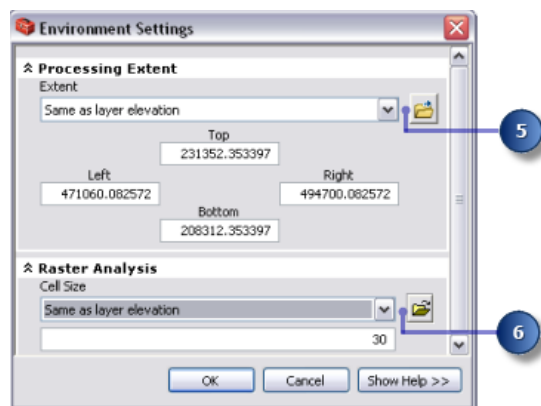 Environment Settings
Processing Extent
Extent
Same as layer elevation
5
Top
231352.353397
Left
Right
471060.082572
494700.082572
Bottom
208312.353397
Raster Analysis
Cell Size
Same as layer elevation
6
30
OK
Cancel
Show Help >>